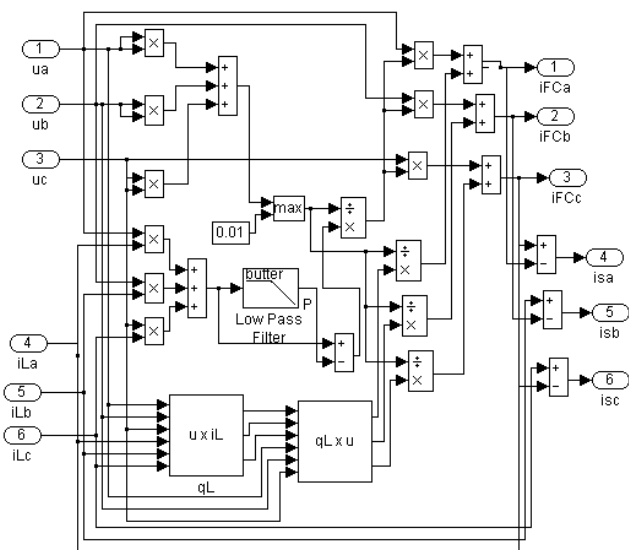 1
ua
2
ub
3
uc
4
iLa
5
iLb
6
iLc
×
×
×
×
×
×
+
+
+
+
+
+
0.01
max
butter
P
Low Pass
Filter
u x iL
qL
qL x u
÷
×
÷
×
÷
×
÷
×
+
−
×
×
×
+
+
+
+
+
+
1
iFCa
2
iFCb
3
iFCc
+
−
4
isa
+
−
5
isb
+
−
6
isc